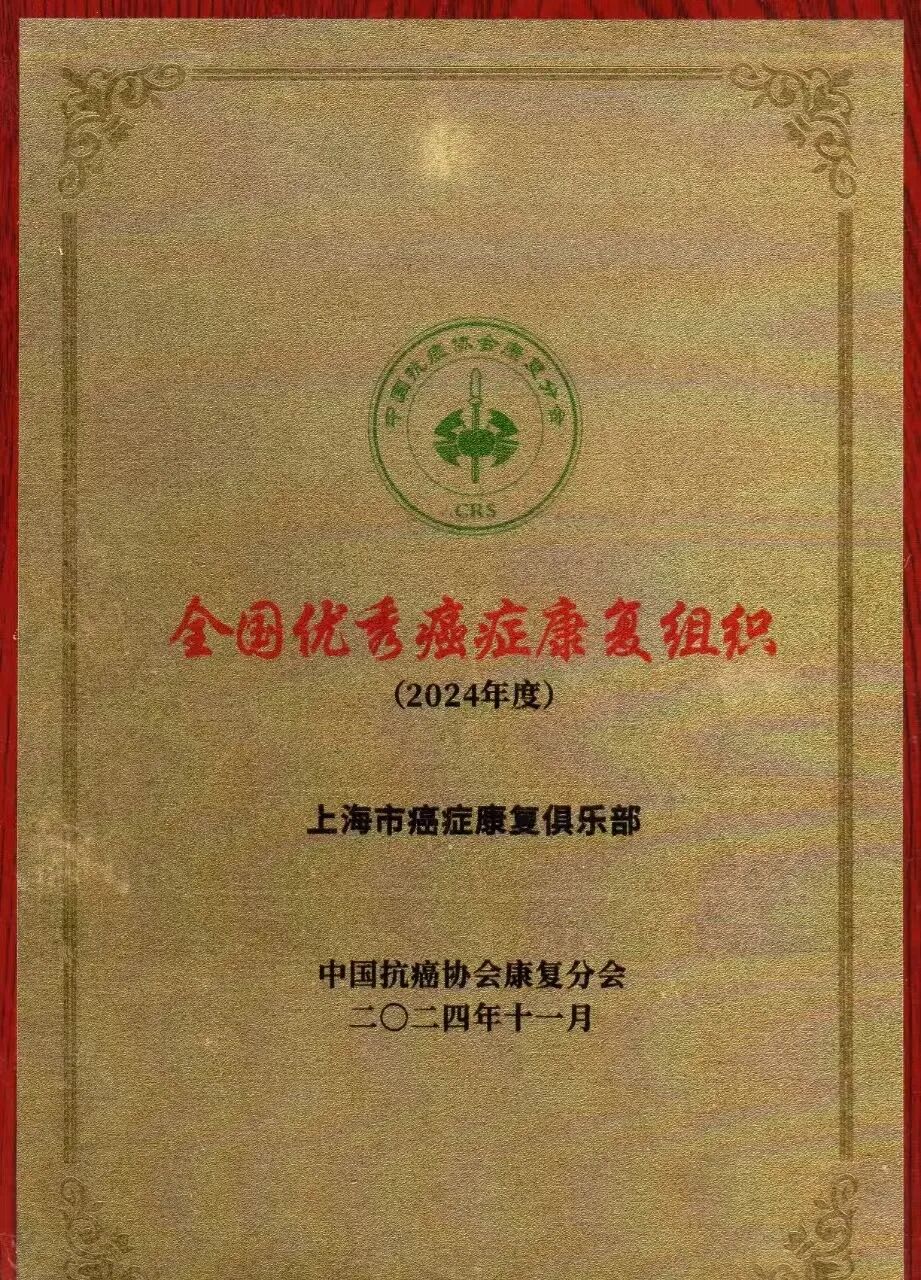 中国抗癌协会康复分会
CRS
全国优秀癌症康复组织
（2024年度）
上海市癌症康复俱乐部
中国抗癌协会康复分会
二〇二四年十一月